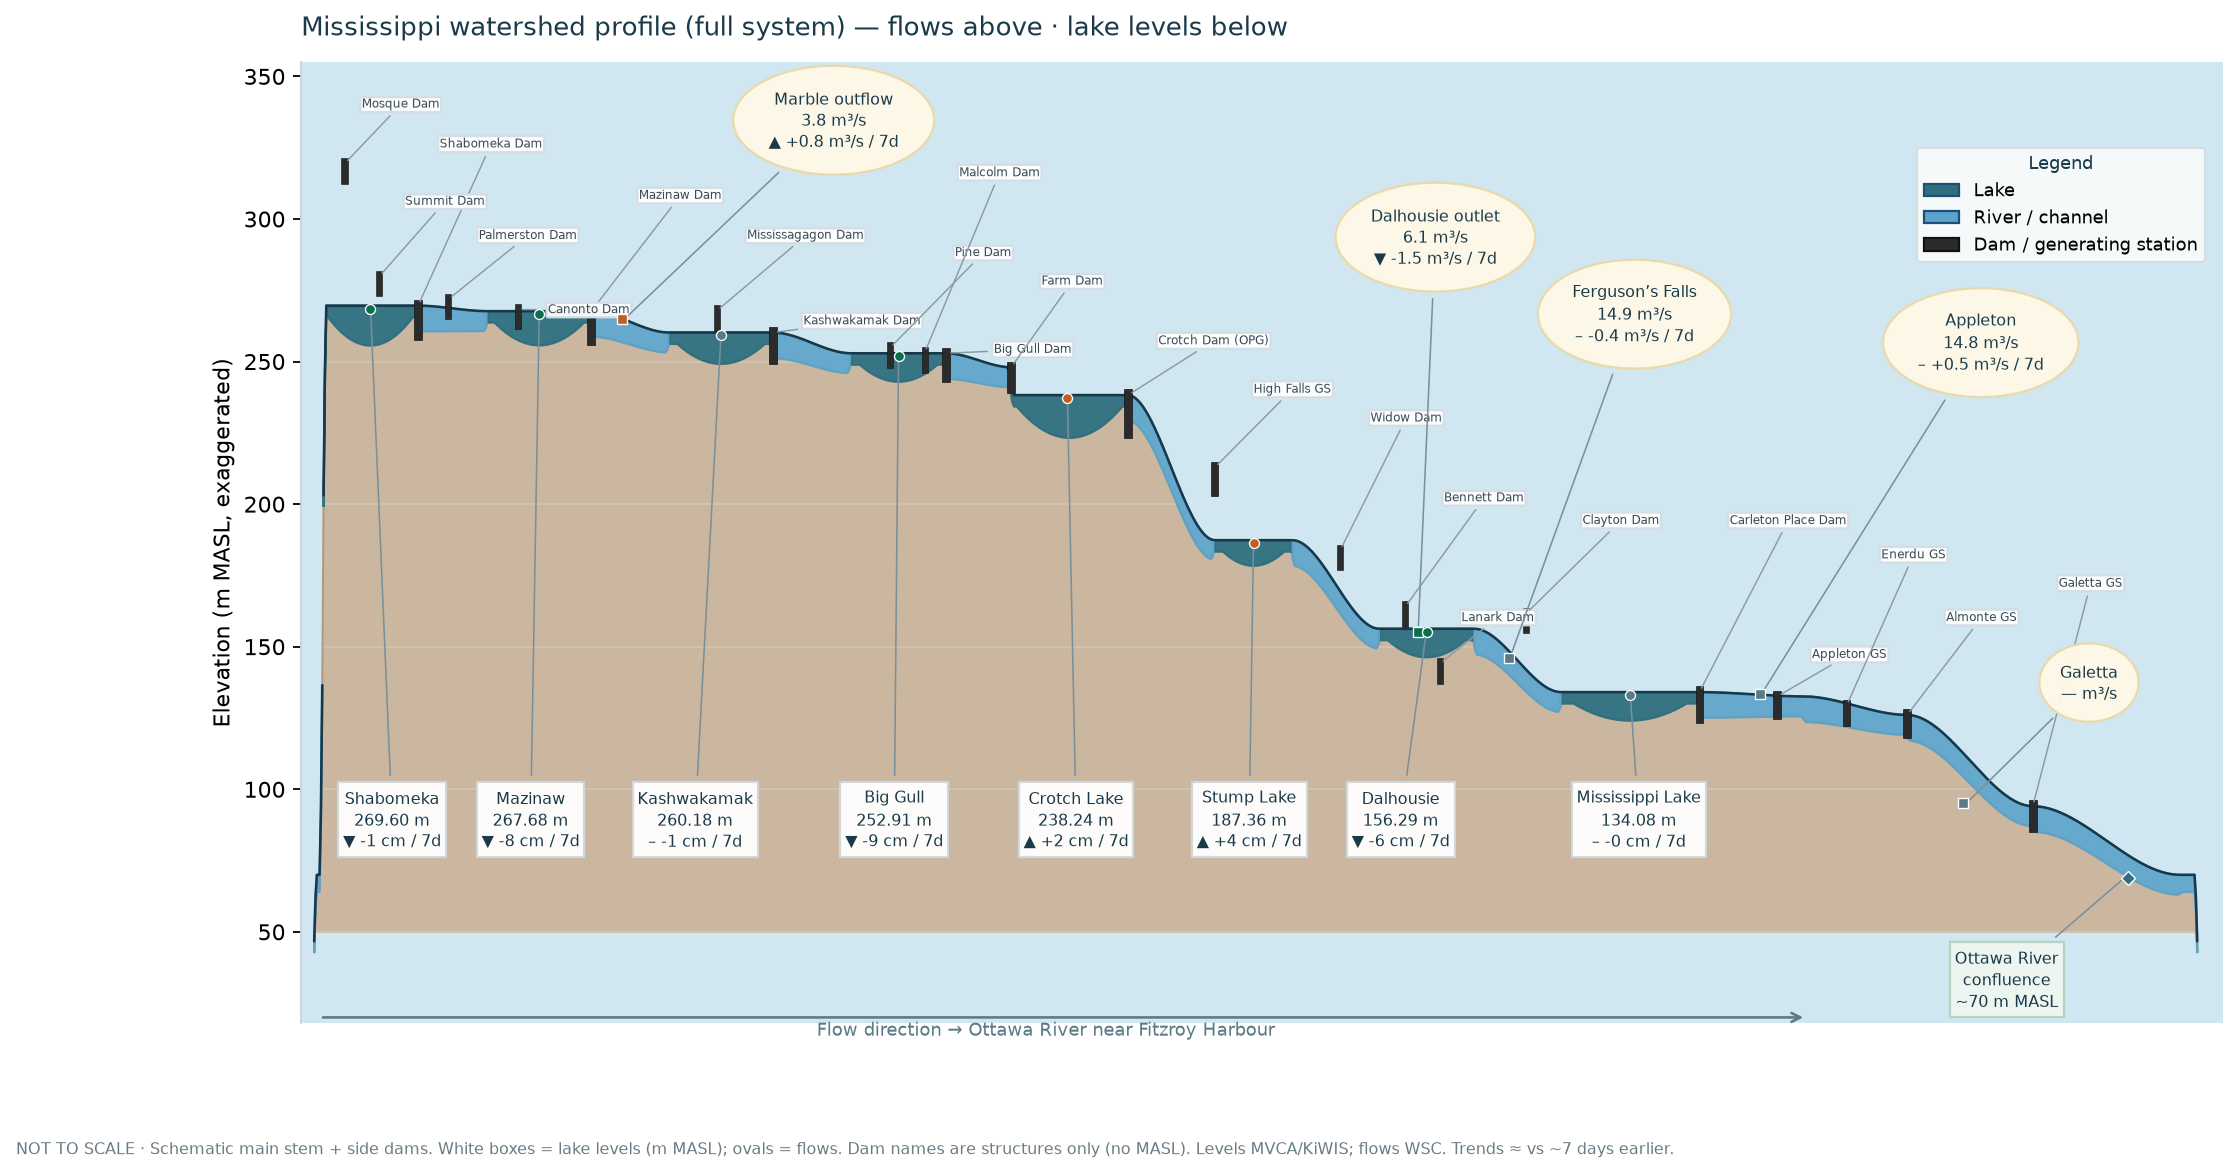 Mississippi watershed profile (full system) — flows above · lake levels below
Elevation (m MASL, exaggerated)
350
300
250
200
150
100
50
Mosque Dam
Shabomeka Dam
Summit Dam
Palmerston Dam
Canonto Dam
Mazinaw Dam
Marble outflow
3.8 m³/s
▲ +0.8 m³/s / 7d
Mississagagon Dam
Kashwakamak Dam
Malcolm Dam
Pine Dam
Big Gull Dam
Farm Dam
Crotch Dam (OPG)
High Falls GS
Widow Dam
Dalhousie outlet
6.1 m³/s
▼ -1.5 m³/s / 7d
Bennett Dam
Lanark Dam
Ferguson’s Falls
14.9 m³/s
– -0.4 m³/s / 7d
Clayton Dam
Carleton Place Dam
Appleton
14.8 m³/s
– +0.5 m³/s / 7d
Appleton GS
Enerdu GS
Almonte GS
Galetta GS
Galetta
— m³/s
Legend
Lake
River / channel
Dam / generating station
Shabomeka
269.60 m
▼ -1 cm / 7d
Mazinaw
267.68 m
▼ -8 cm / 7d
Kashwakamak
260.18 m
– -1 cm / 7d
Big Gull
252.91 m
▼ -9 cm / 7d
Crotch Lake
238.24 m
▲ +2 cm / 7d
Stump Lake
187.36 m
▲ +4 cm / 7d
Dalhousie
156.29 m
▼ -6 cm / 7d
Mississippi Lake
134.08 m
– -0 cm / 7d
Ottawa River
confluence
~70 m MASL
Flow direction → Ottawa River near Fitzroy Harbour
NOT TO SCALE · Schematic main stem + side dams. White boxes = lake levels (m MASL); ovals = flows. Dam names are structures only (no MASL). Levels MVCA/KiWIS; flows WSC. Trends ≈ vs ~7 days earlier.